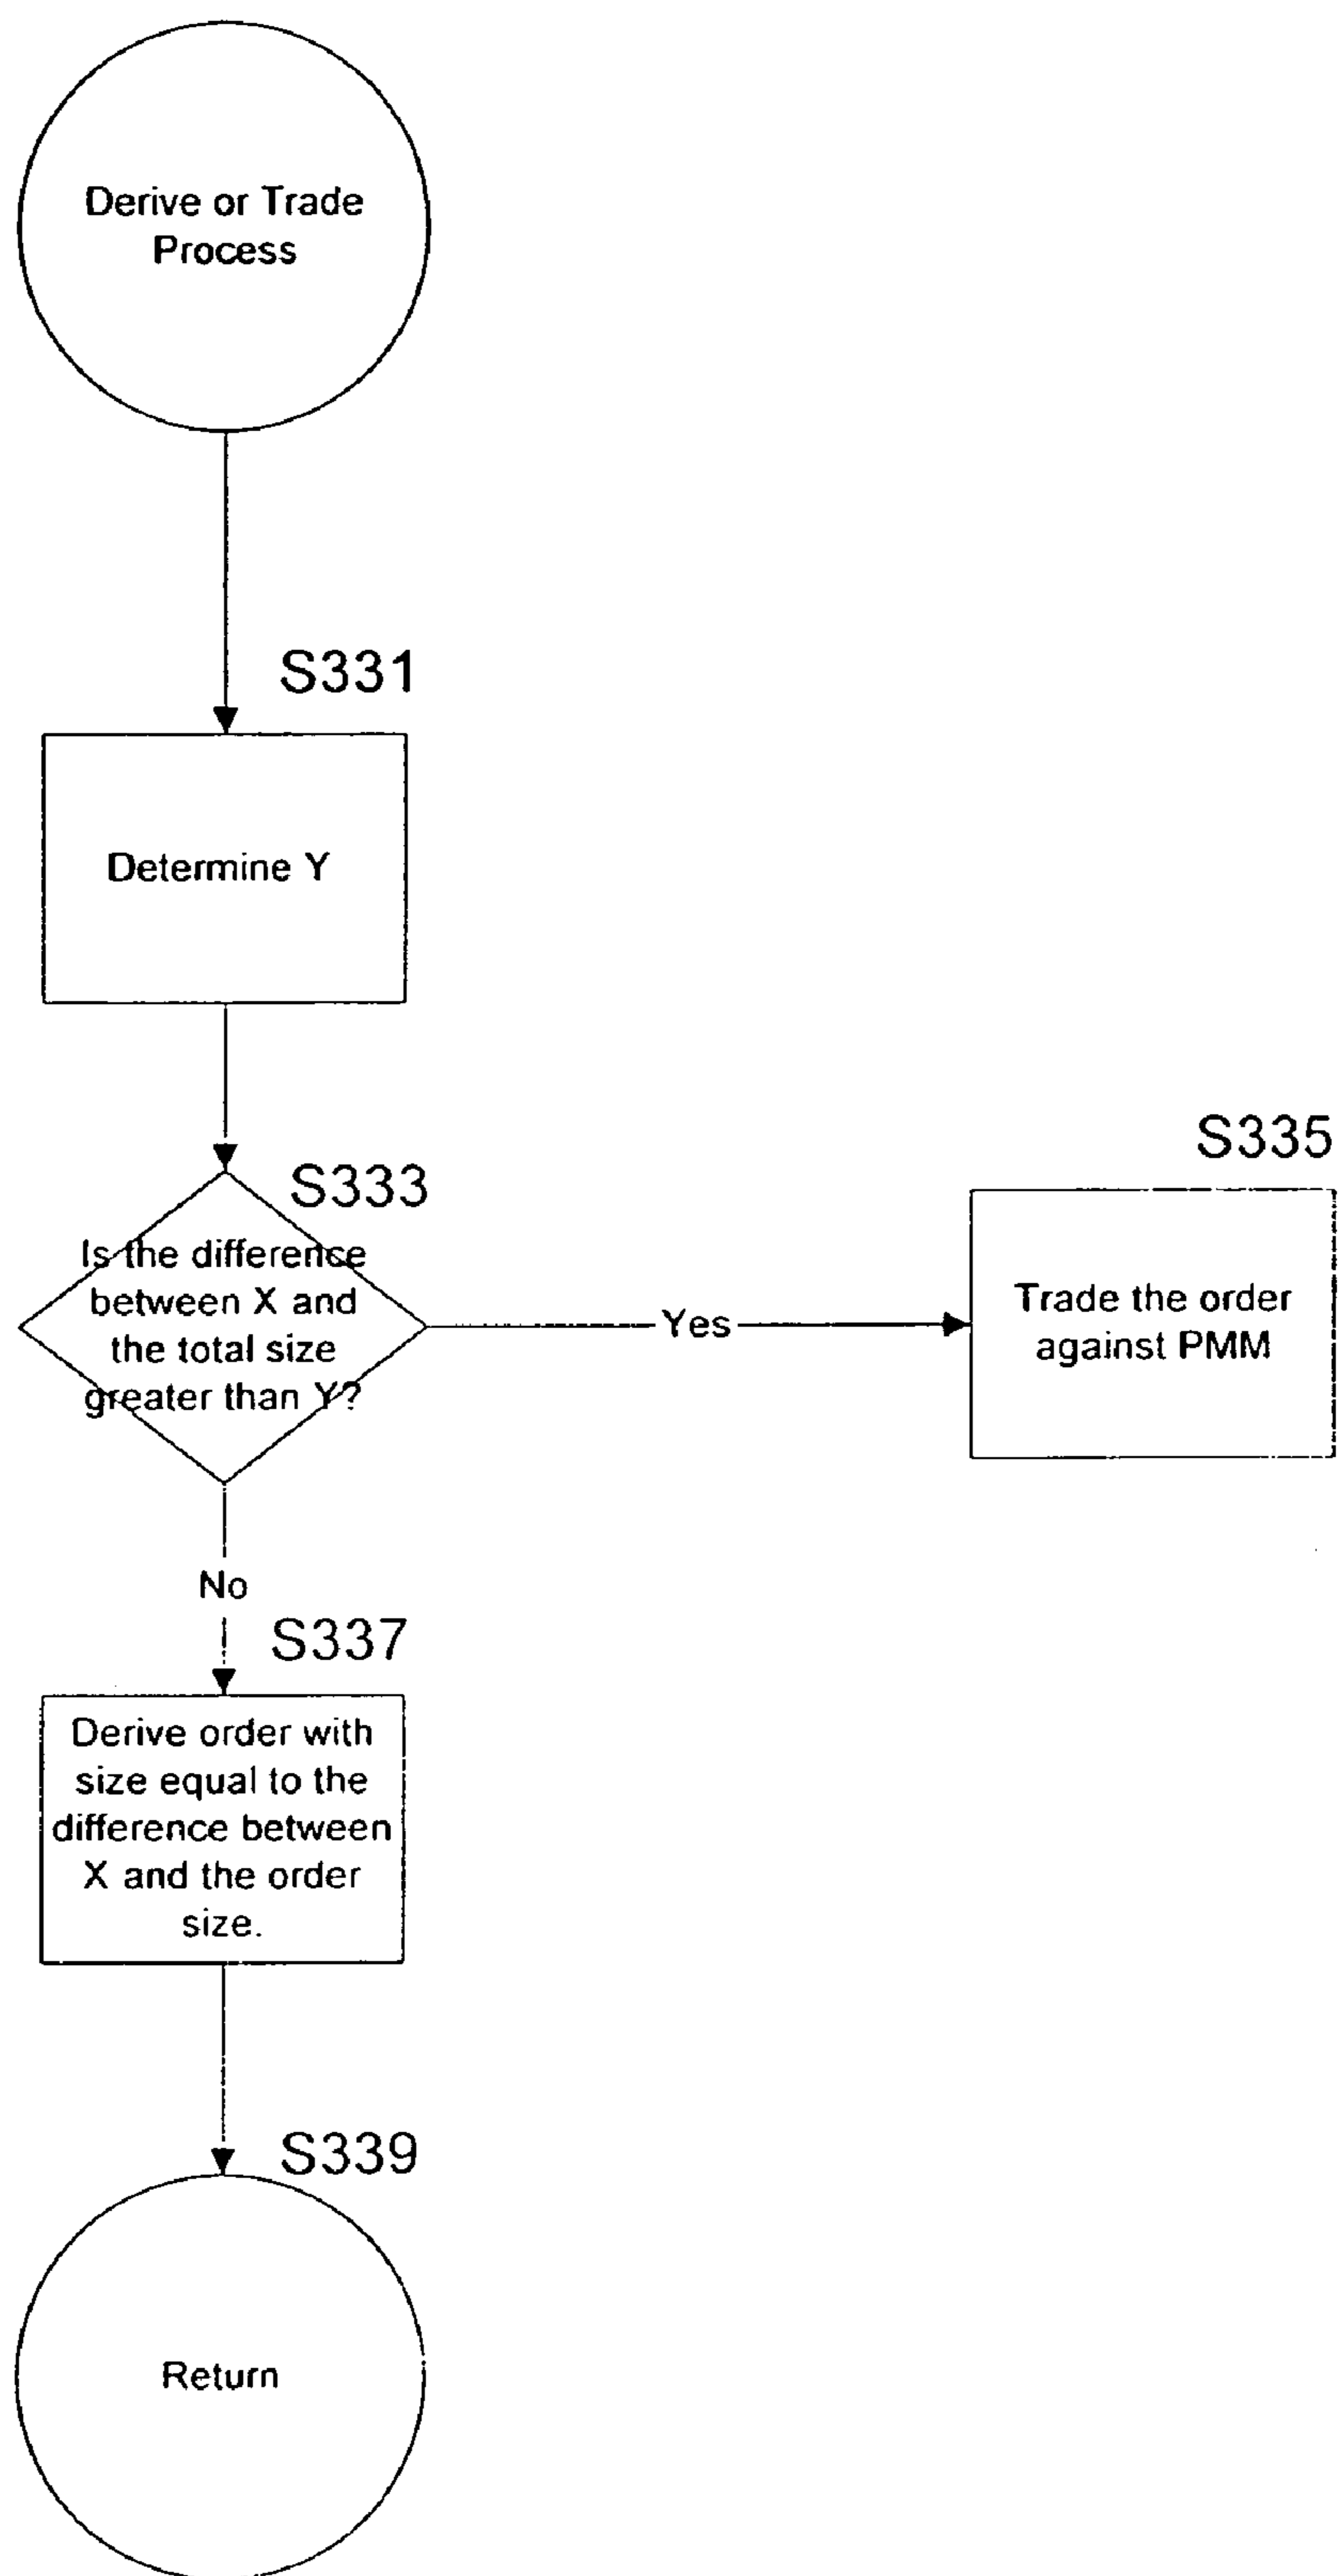 Derive or Trade
Process
S331
Determine Y
S333
Is the difference
between X and
the total size
greater than Y?
Yes
S335
Trade the order
against PMM
No
S337
Derive order with
size equal to the
difference between
X and the order
size.
S339
Return